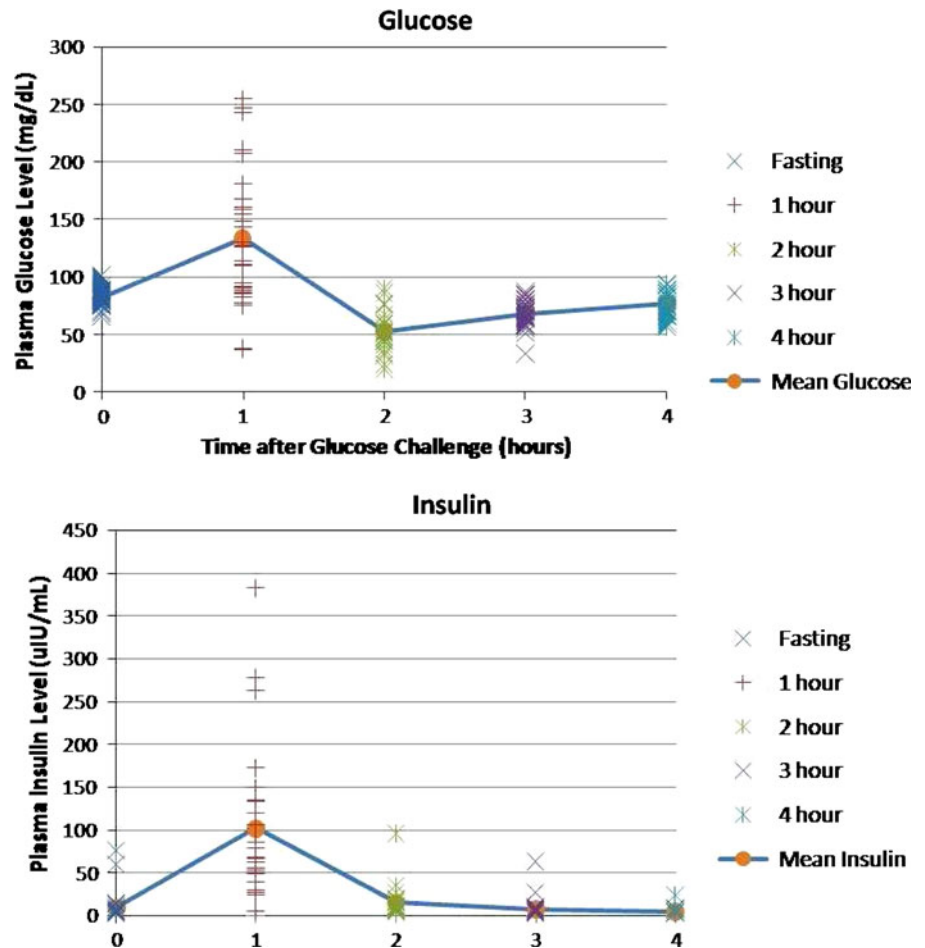 Glucose
Plasma Glucose Level (mg/dL)
300
250
200
150
100
50
0
0 1 2 3 4
Time after Glucose Challenge (hours)
Fasting
1 hour
2 hour
3 hour
4 hour
Mean Glucose
Insulin
Plasma Insulin Level (uIU/mL)
450
400
350
300
250
200
150
100
50
0
0 1 2 3 4
Fasting
1 hour
2 hour
3 hour
4 hour
Mean Insulin